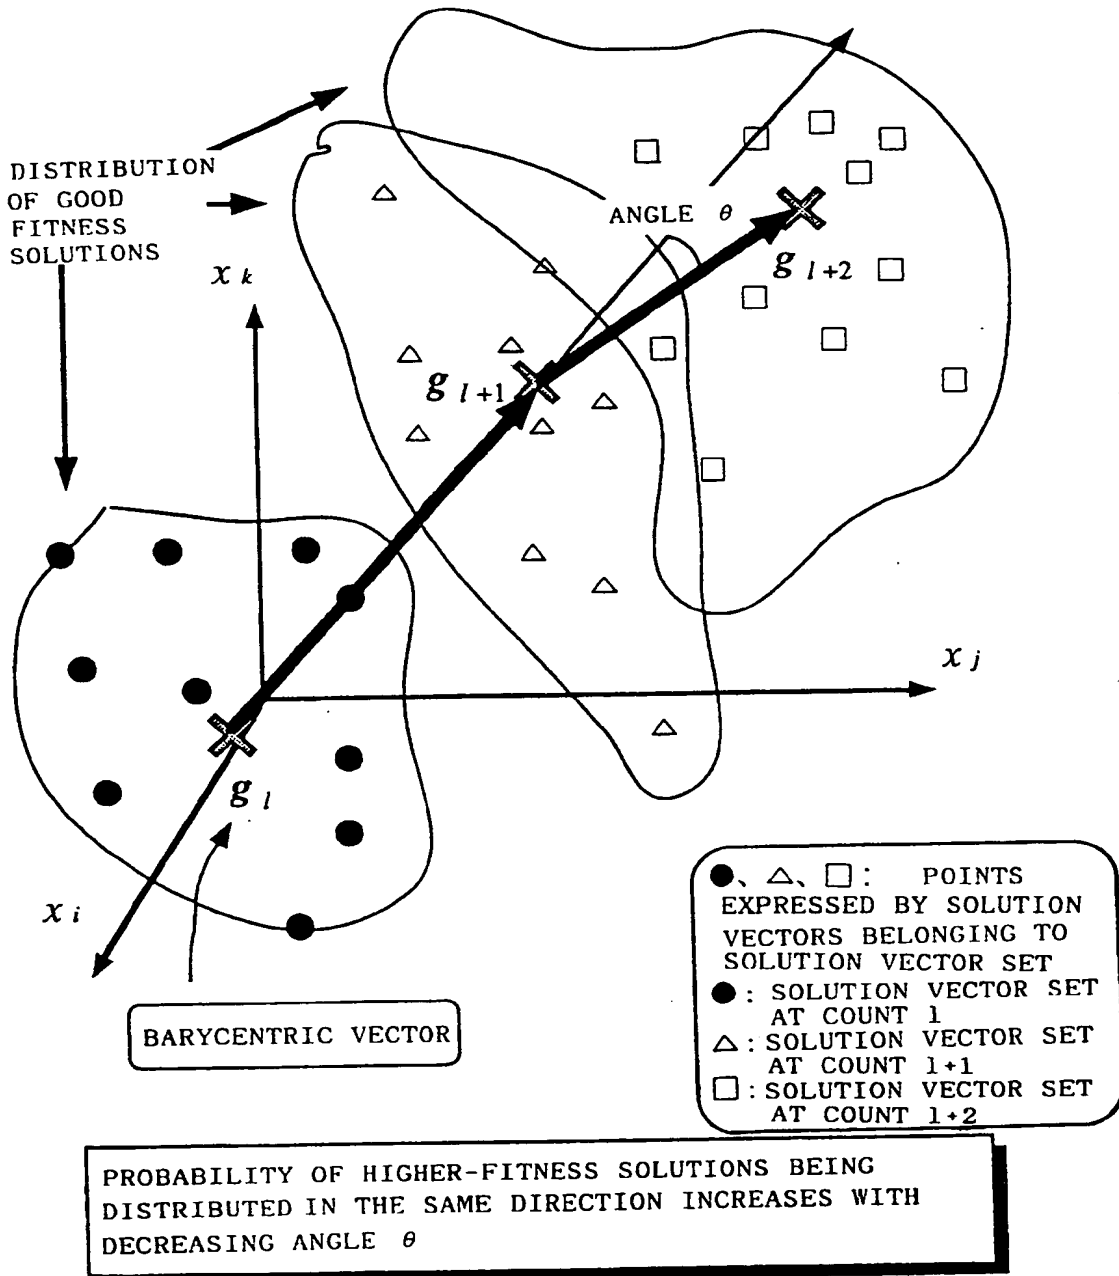 DISTRIBUTION
OF GOOD
FITNESS
SOLUTIONS
ANGLE θ
x k
g l+2
g l+1
x j
g l
x i
BARYCENTRIC VECTOR
●、△、□: POINTS
EXPRESSED BY SOLUTION
VECTORS BELONGING TO
SOLUTION VECTOR SET
●: SOLUTION VECTOR SET
AT COUNT l
△: SOLUTION VECTOR SET
AT COUNT l+1
□: SOLUTION VECTOR SET
AT COUNT l+2
PROBABILITY OF HIGHER-FITNESS SOLUTIONS BEING
DISTRIBUTED IN THE SAME DIRECTION INCREASES WITH
DECREASING ANGLE θ